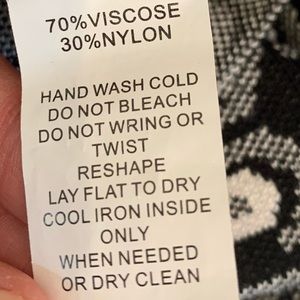 70%VISCOSE
30%NYLON
HAND WASH COLD
DO NOT BLEACH
DO NOT WRING OR
TWIST
RESHAPE
LAY FLAT TO DRY
COOL IRON INSIDE
ONLY
WHEN NEEDED
OR DRY CLEAN